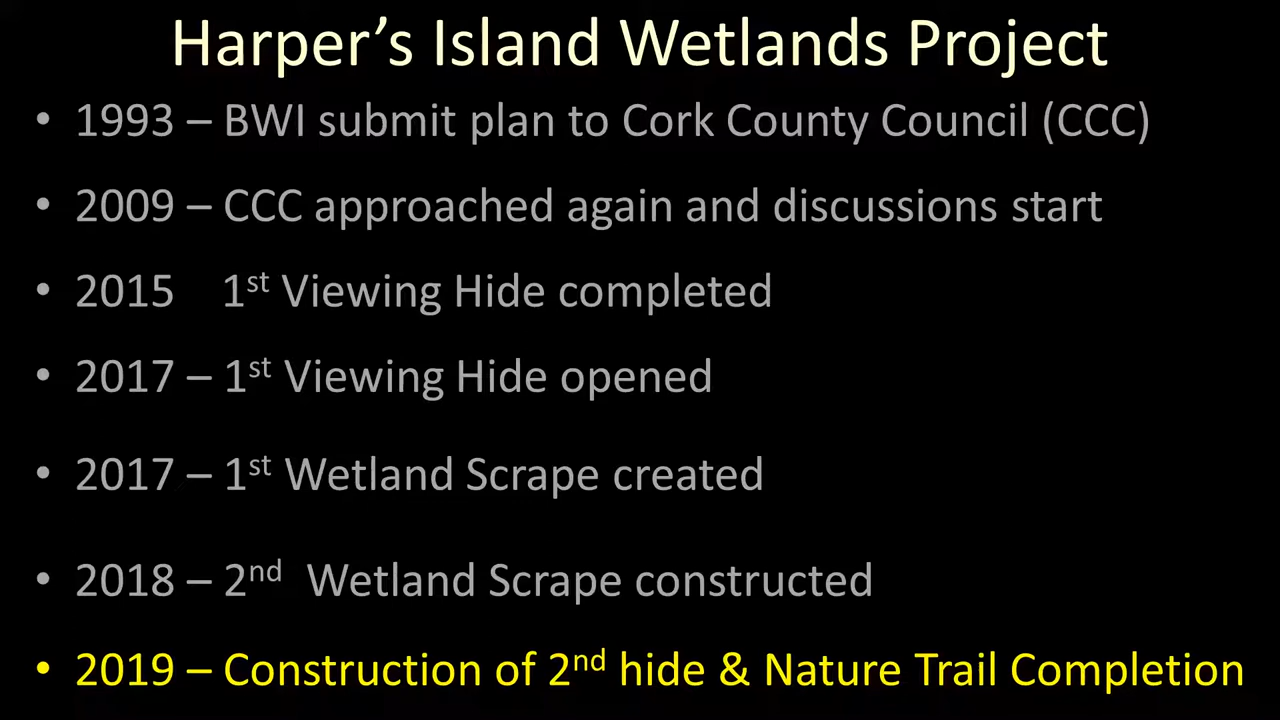 Harper’s Island Wetlands Project
• 1993 – BWI submit plan to Cork County Council (CCC)
• 2009 – CCC approached again and discussions start
• 2015 1st Viewing Hide completed
• 2017 – 1st Viewing Hide opened
• 2017 – 1st Wetland Scrape created
• 2018 – 2nd Wetland Scrape constructed
• 2019 – Construction of 2nd hide & Nature Trail Completion